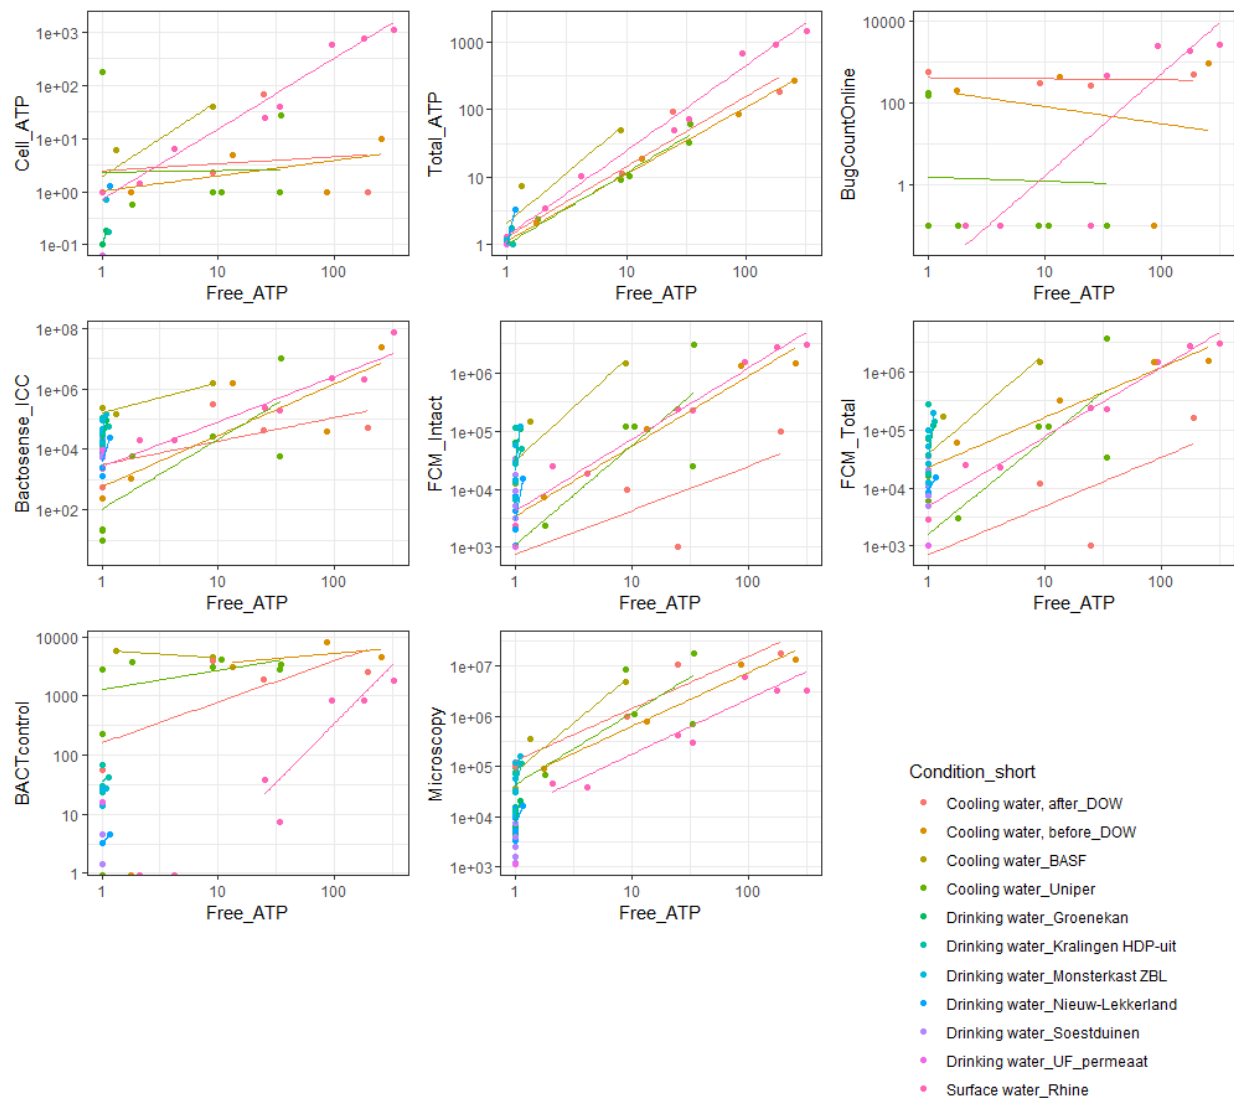 Cell_ATP
1e+03
1e+02
1e+01
1e+00
1e-01
1 10 100
Free_ATP
Total_ATP
1000
100
10
1
1 10 100
Free_ATP
BugCountOnline
10000
100
1
1 10 100
Free_ATP
Bactosense_ICC
1e+08
1e+06
1e+04
1e+02
1 10 100
Free_ATP
FCM_Intact
1e+06
1e+05
1e+04
1e+03
1 10 100
Free_ATP
FCM_Total
1e+06
1e+05
1e+04
1e+03
1 10 100
Free_ATP
BACTcontrol
10000
1000
100
10
1
1 10 100
Free_ATP
Microscopy
1e+07
1e+06
1e+05
1e+04
1e+03
1 10 100
Free_ATP
Condition_short
Cooling water, after_DOW
Cooling water, before_DOW
Cooling water_BASF
Cooling water_Uniper
Drinking water_Groenekan
Drinking water_Kralingen HDP-uit
Drinking water_Monsterkast ZBL
Drinking water_Nieuw-Lekkerland
Drinking water_Soestduinen
Drinking water_UF_permeaat
Surface water_Rhine